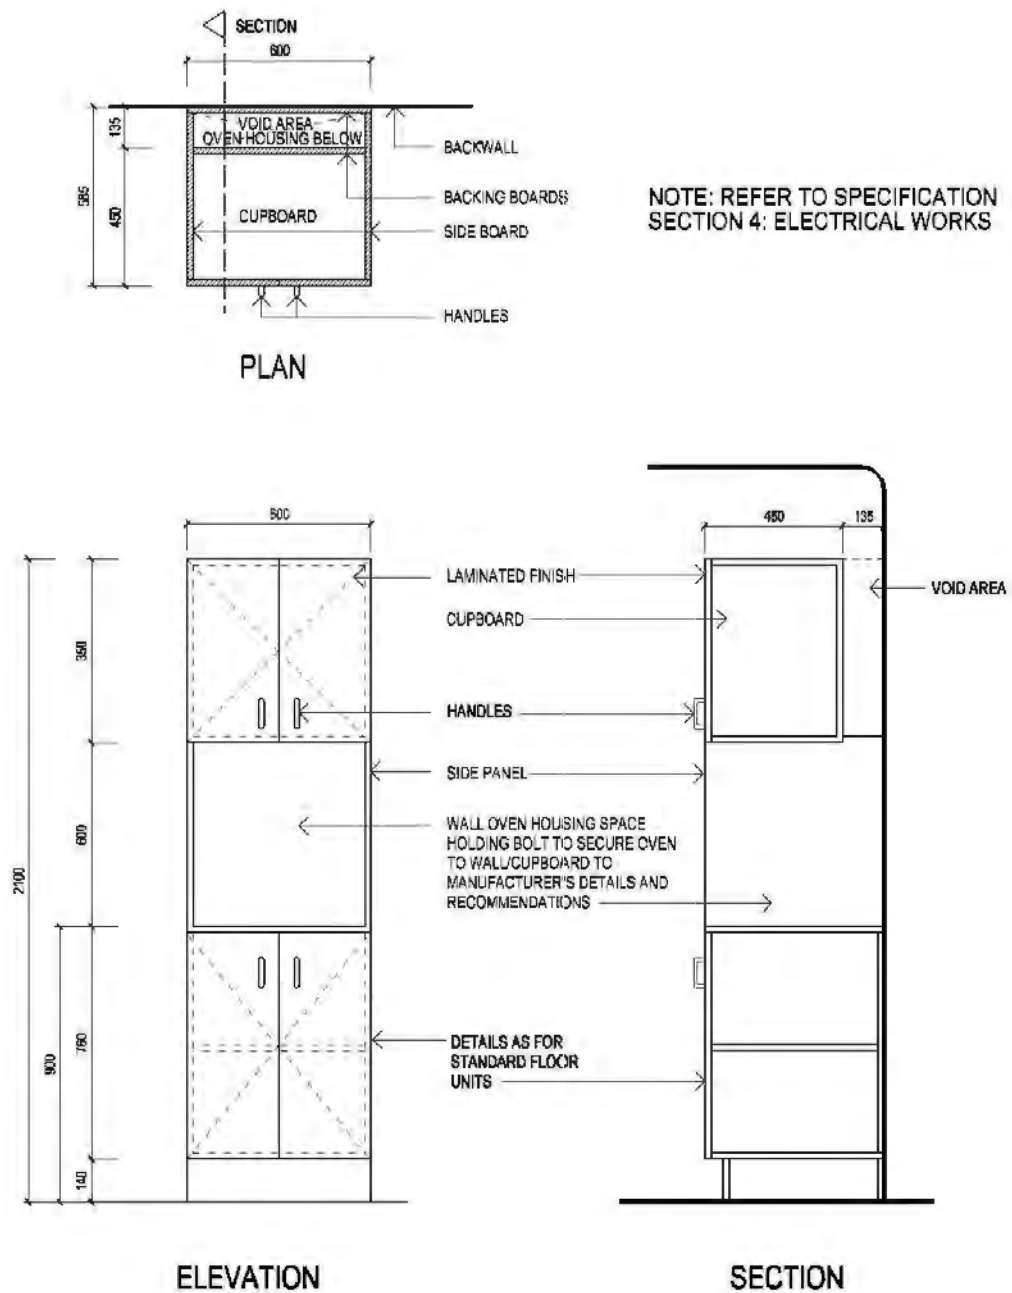 SECTION
600
135
585
450
VOID AREA
OVEN HOUSING BELOW
CUPBOARD
BACKWALL
BACKING BOARDS
SIDE BOARD
HANDLES
NOTE: REFER TO SPECIFICATION
SECTION 4: ELECTRICAL WORKS
PLAN
600
450
135
LAMINATED FINISH
VOID AREA
CUPBOARD
350
HANDLES
SIDE PANEL
WALL OVEN HOUSING SPACE
HOLDING BOLT TO SECURE OVEN
TO WALL/CUPBOARD TO
MANUFACTURER'S DETAILS AND
RECOMMENDATIONS
600
2100
900
760
DETAILS AS FOR
STANDARD FLOOR
UNITS
140
ELEVATION
SECTION